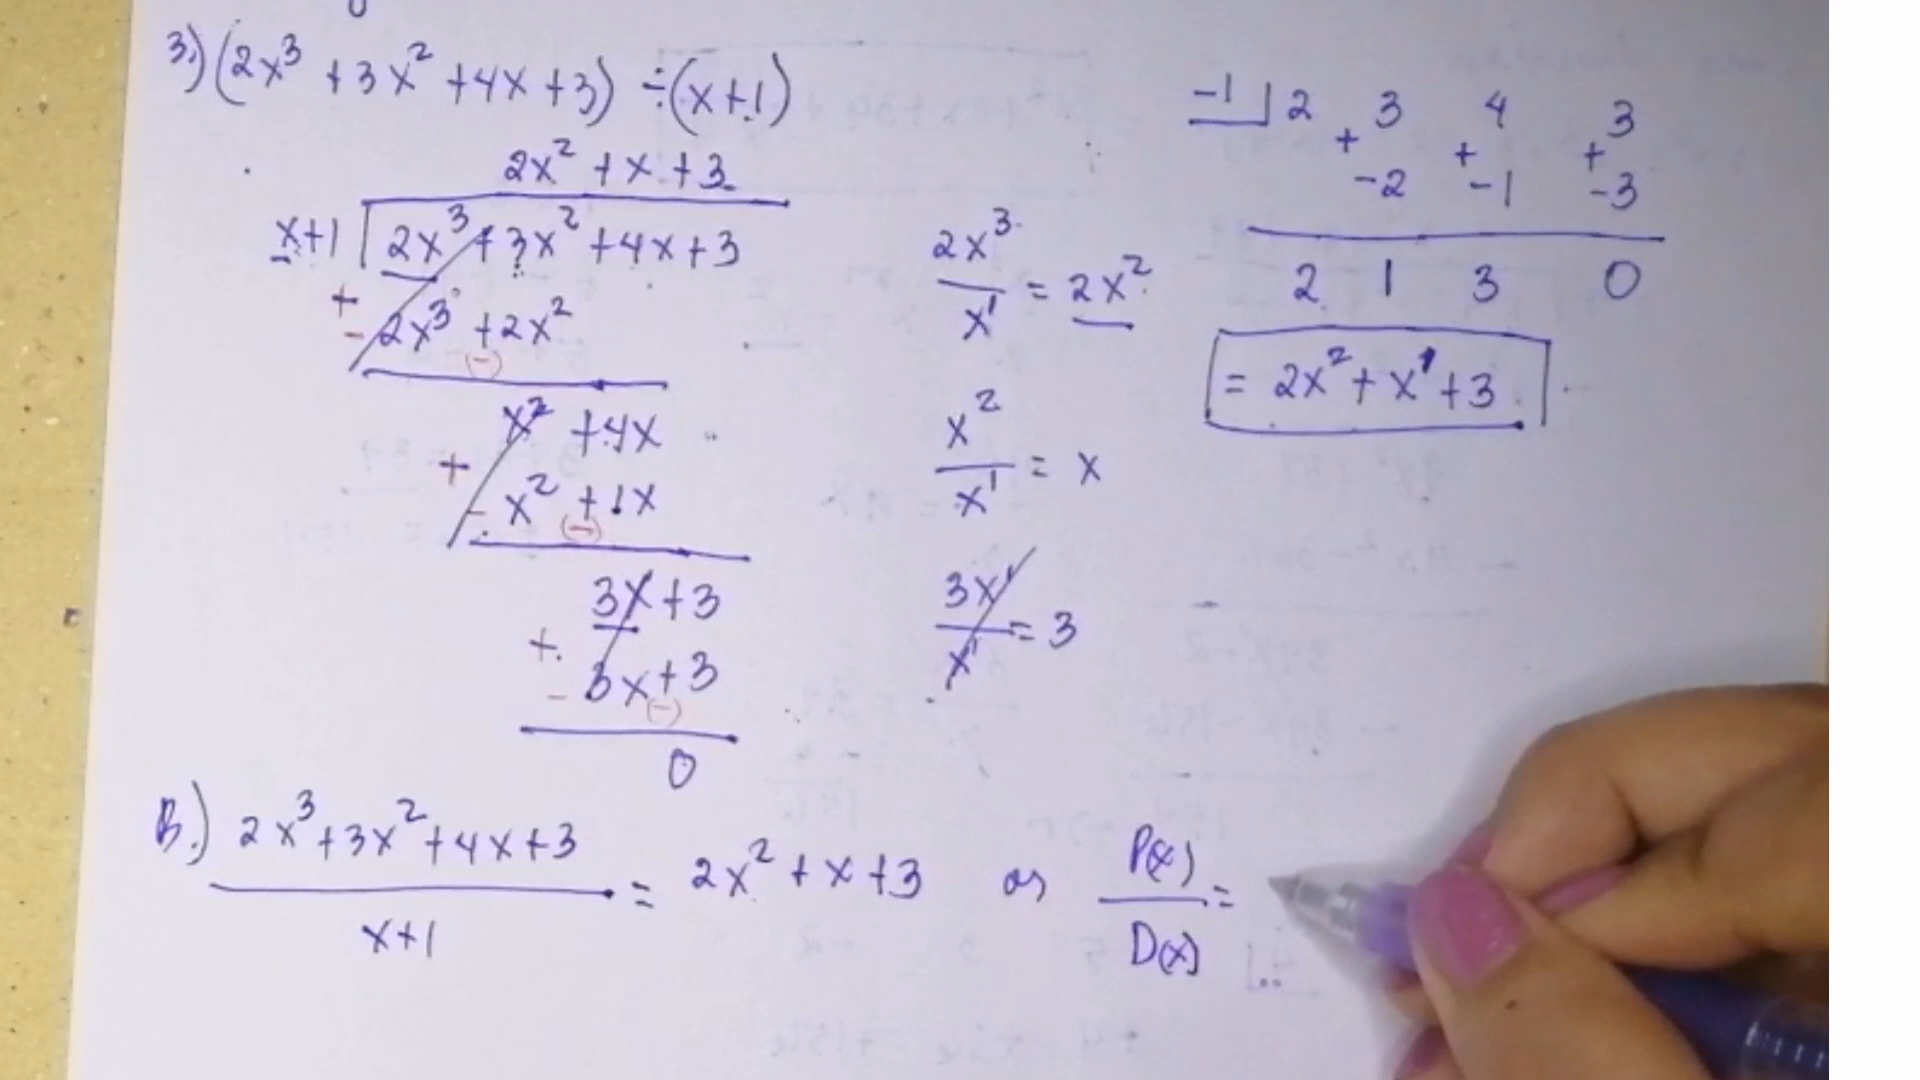 3.) (2x³ + 3x² + 4x + 3) ÷ (x + 1)
2x² + x + 3
x+1 | 2x³ + 3x² + 4x + 3
+
- 2x³ + 2x²
(-)
x² + 4x
+
- x² + 1x
(-)
3x + 3
+
- 3x + 3
(-)
0
2x³
— = 2x²
x¹
x²
— = x
x¹
3x¹
— = 3
x¹
-1 | 2 3 4 3
+ + +
-2 -1 -3
2 1 3 0
= 2x² + x¹ + 3
B.) 2x³ + 3x² + 4x + 3
——— = 2x² + x + 3 or P(x)
— =
x + 1 D(x)